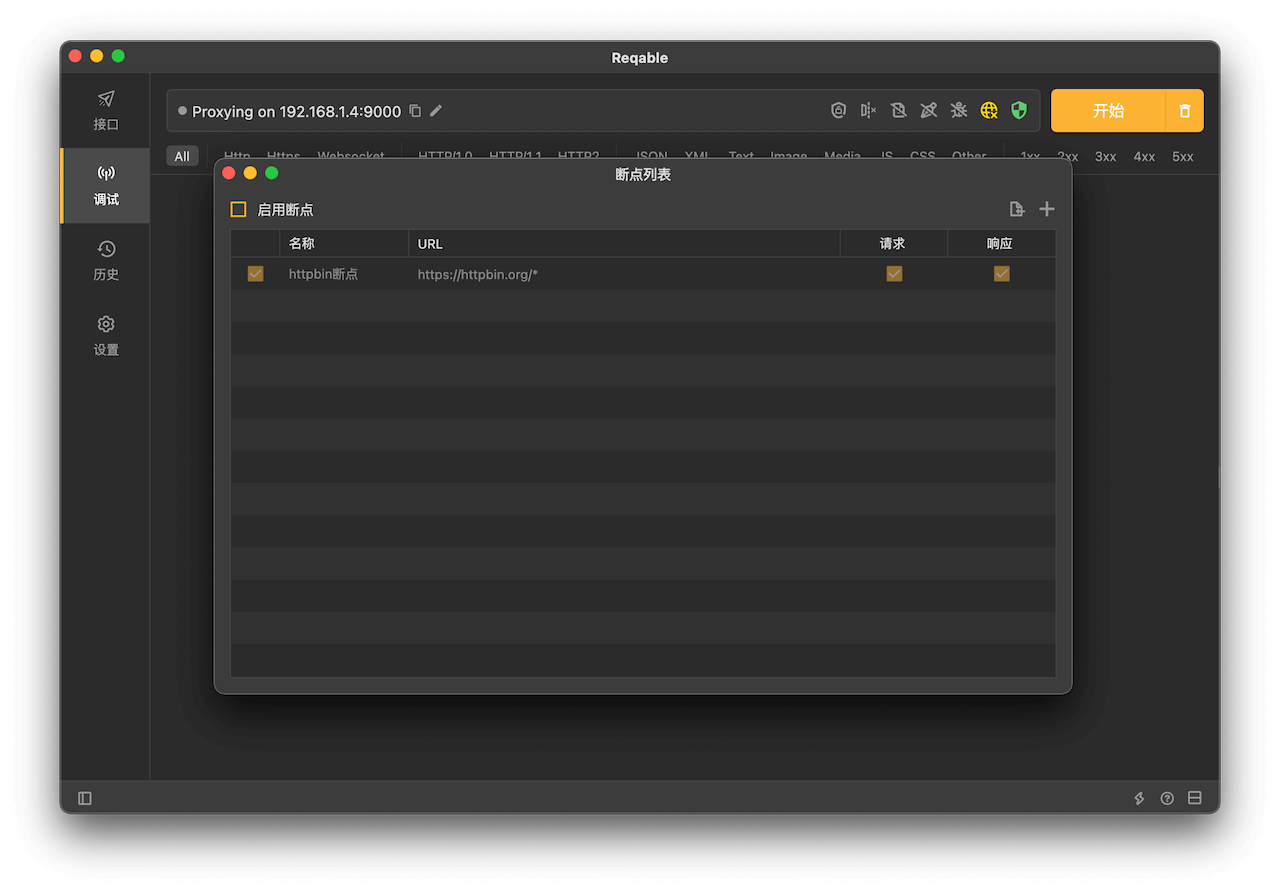 Reqable
接口
调试
历史
设置
Proxying on 192.168.1.4:9000
开始
All Http Https Websocket HTTP/1.0 HTTP/1.1 HTTP2 JSON XML Text Image Media JS CSS Other 1xx 2xx 3xx 4xx 5xx
断点列表
启用断点
名称 URL 请求 响应
httpbin断点 https://httpbin.org/*